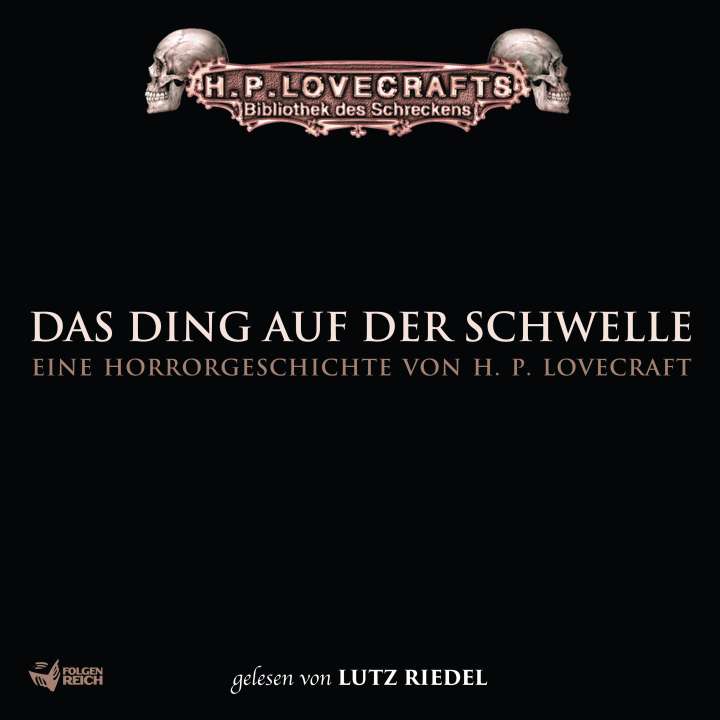 H.P. LOVECRAFTS
Bibliothek des Schreckens
DAS DING AUF DER SCHWELLE
EINE HORRORGESCHICHTE VON H. P. LOVECRAFT
FOLGEN
REICH
gelesen von LUTZ RIEDEL